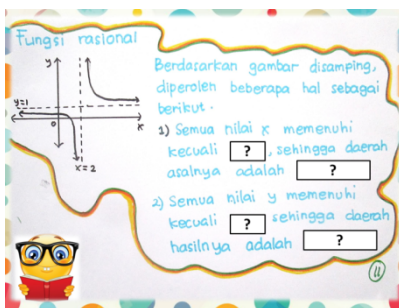 Fungsi rasional
y
y=1
0
x
x=2
Berdasarkan gambar disamping,
diperoleh beberapa hal sebagai
berikut.
1) Semua nilai x memenuhi
kecuali ? , sehingga daerah
asalnya adalah ?
2) Semua nilai y memenuhi
kecuali ? sehingga daerah
hasilnya adalah ?
11